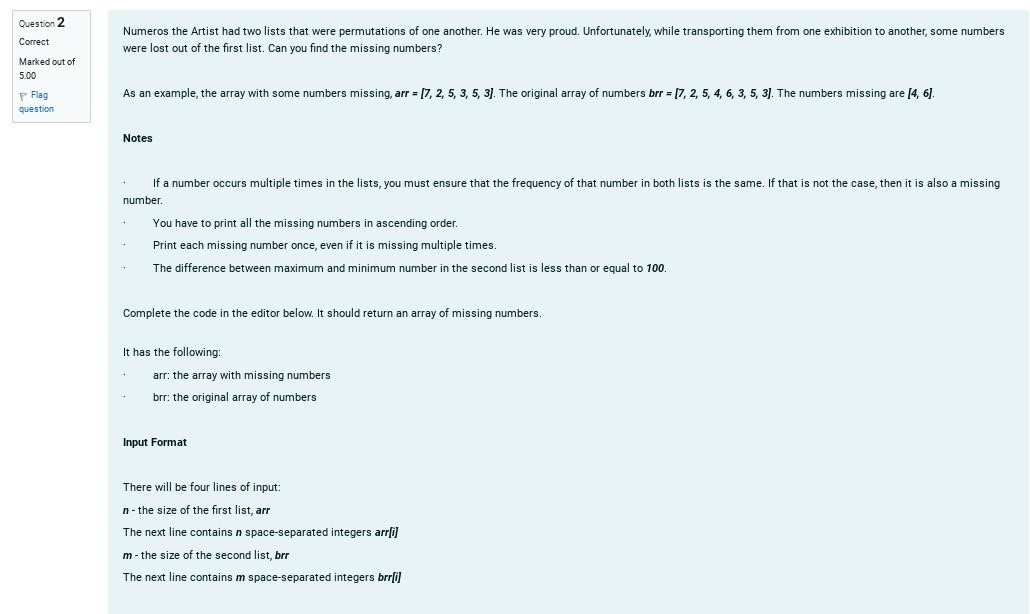 Question 2
Correct
Marked out of
5.00
Flag
question
Numeros the Artist had two lists that were permutations of one another. He was very proud. Unfortunately, while transporting them from one exhibition to another, some numbers
were lost out of the first list. Can you find the missing numbers?
As an example, the array with some numbers missing, arr = [7, 2, 5, 3, 5, 3]. The original array of numbers brr = [7, 2, 5, 4, 6, 3, 5, 3]. The numbers missing are [4, 6].
Notes
· If a number occurs multiple times in the lists, you must ensure that the frequency of that number in both lists is the same. If that is not the case, then it is also a missing
number.
· You have to print all the missing numbers in ascending order.
· Print each missing number once, even if it is missing multiple times.
· The difference between maximum and minimum number in the second list is less than or equal to 100.
Complete the code in the editor below. It should return an array of missing numbers.
It has the following:
· arr: the array with missing numbers
· brr: the original array of numbers
Input Format
There will be four lines of input:
n - the size of the first list, arr
The next line contains n space-separated integers arr[i]
m - the size of the second list, brr
The next line contains m space-separated integers brr[i]